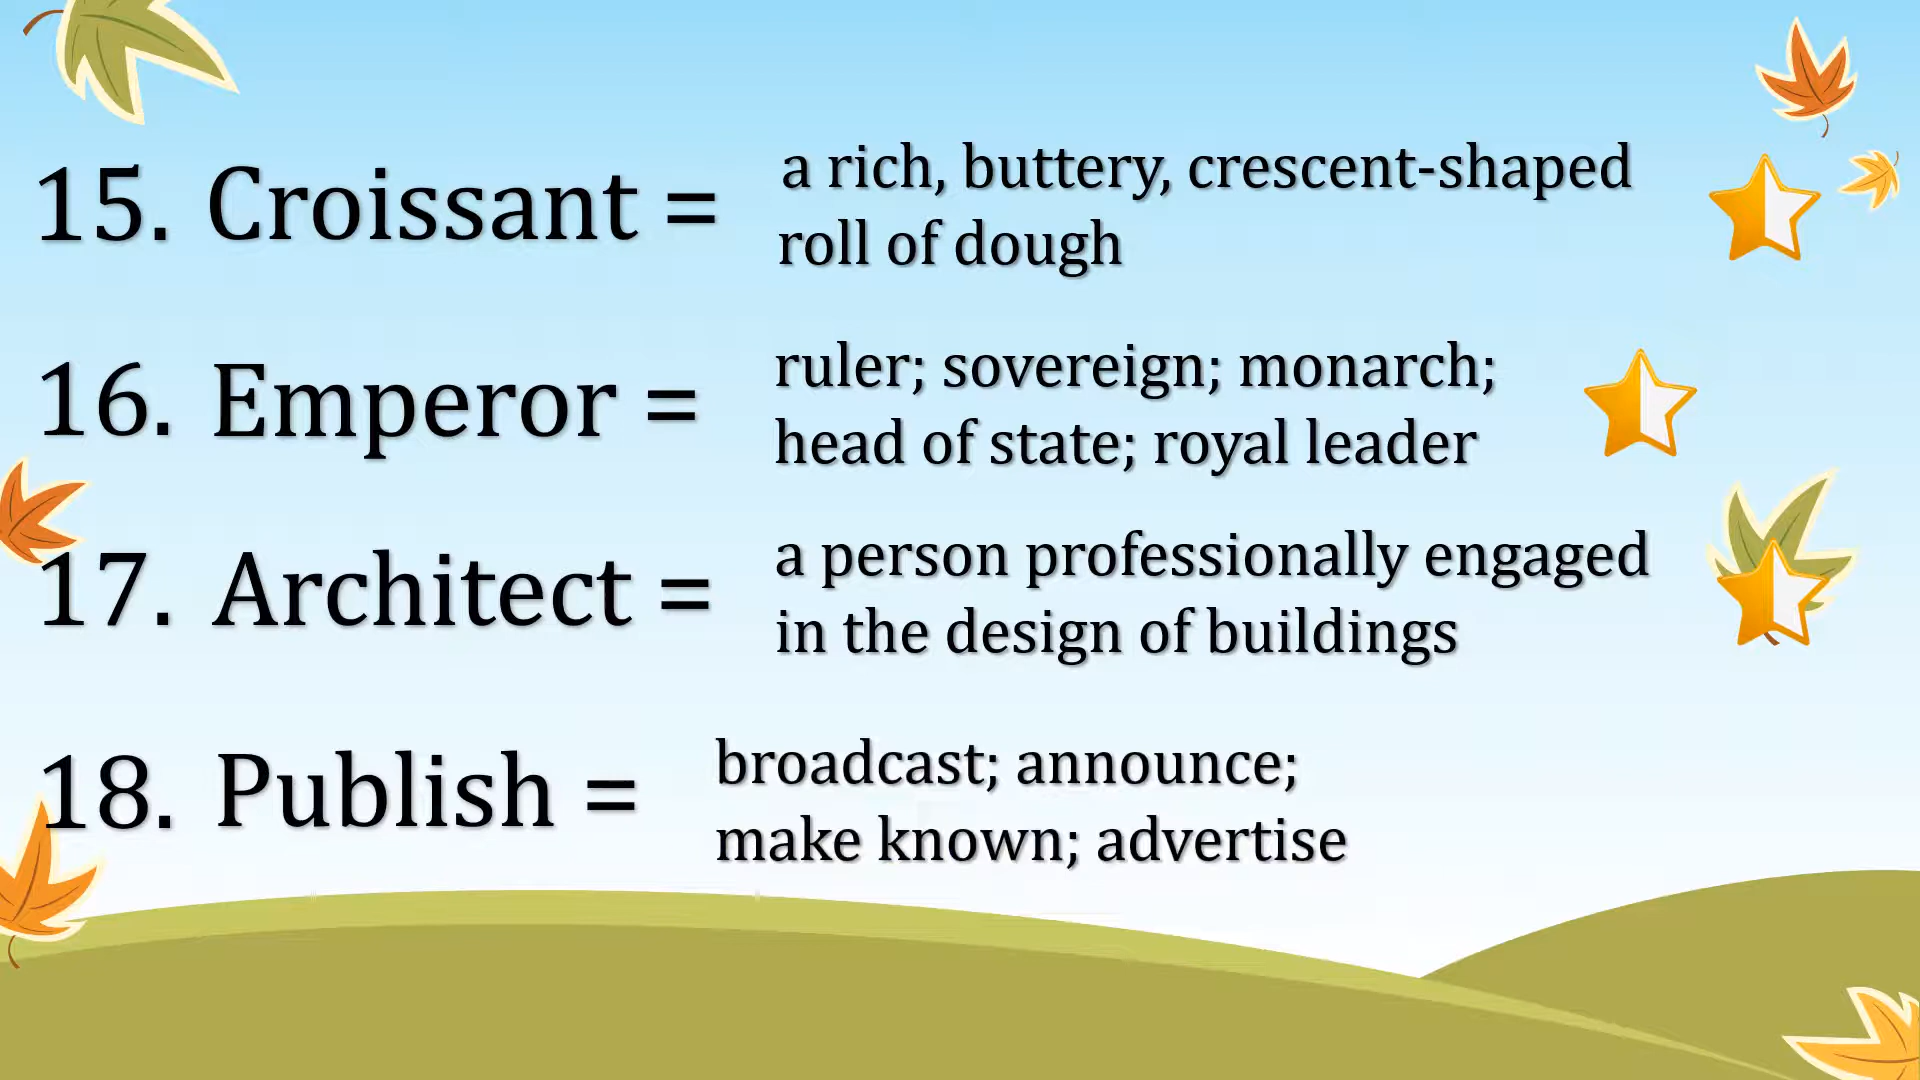 15. Croissant = a rich, buttery, crescent-shaped
roll of dough
16. Emperor = ruler; sovereign; monarch;
head of state; royal leader
17. Architect = a person professionally engaged
in the design of buildings
18. Publish = broadcast; announce;
make known; advertise